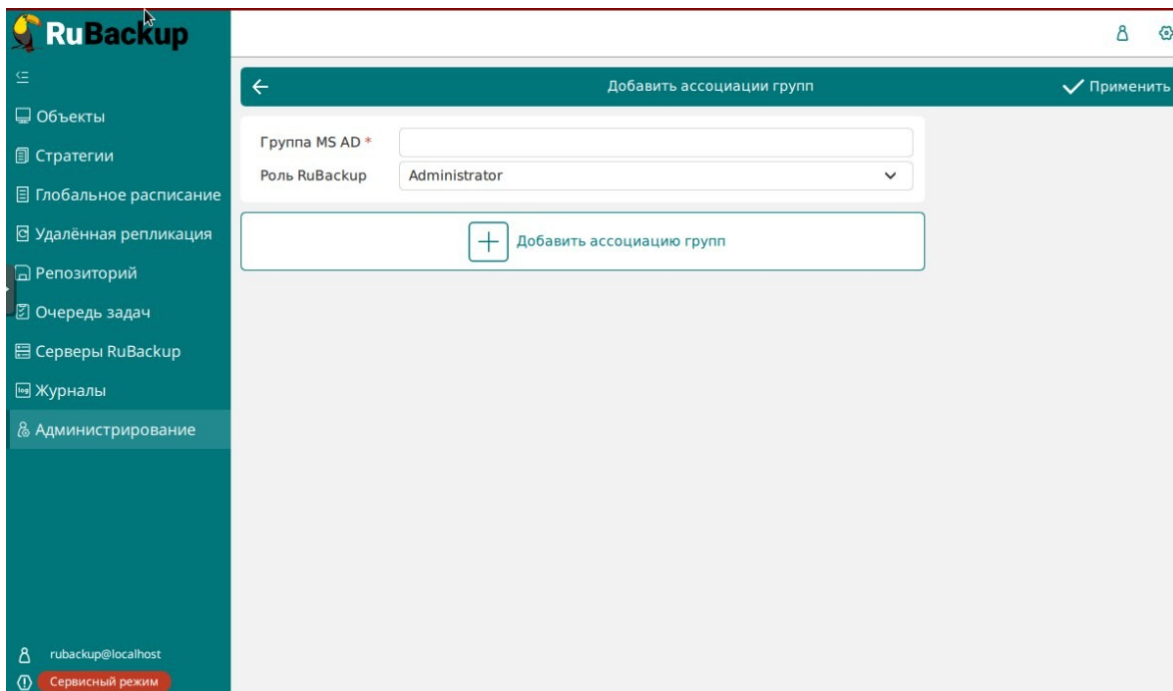 RuBackup
Объекты
Стратегии
Глобальное расписание
Удалённая репликация
Репозиторий
Очередь задач
Серверы RuBackup
log Журналы
Администрирование
rubackup@localhost
Сервисный режим
Добавить ассоциации групп
Применить
Группа MS AD *
Роль RuBackup Administrator
Добавить ассоциацию групп